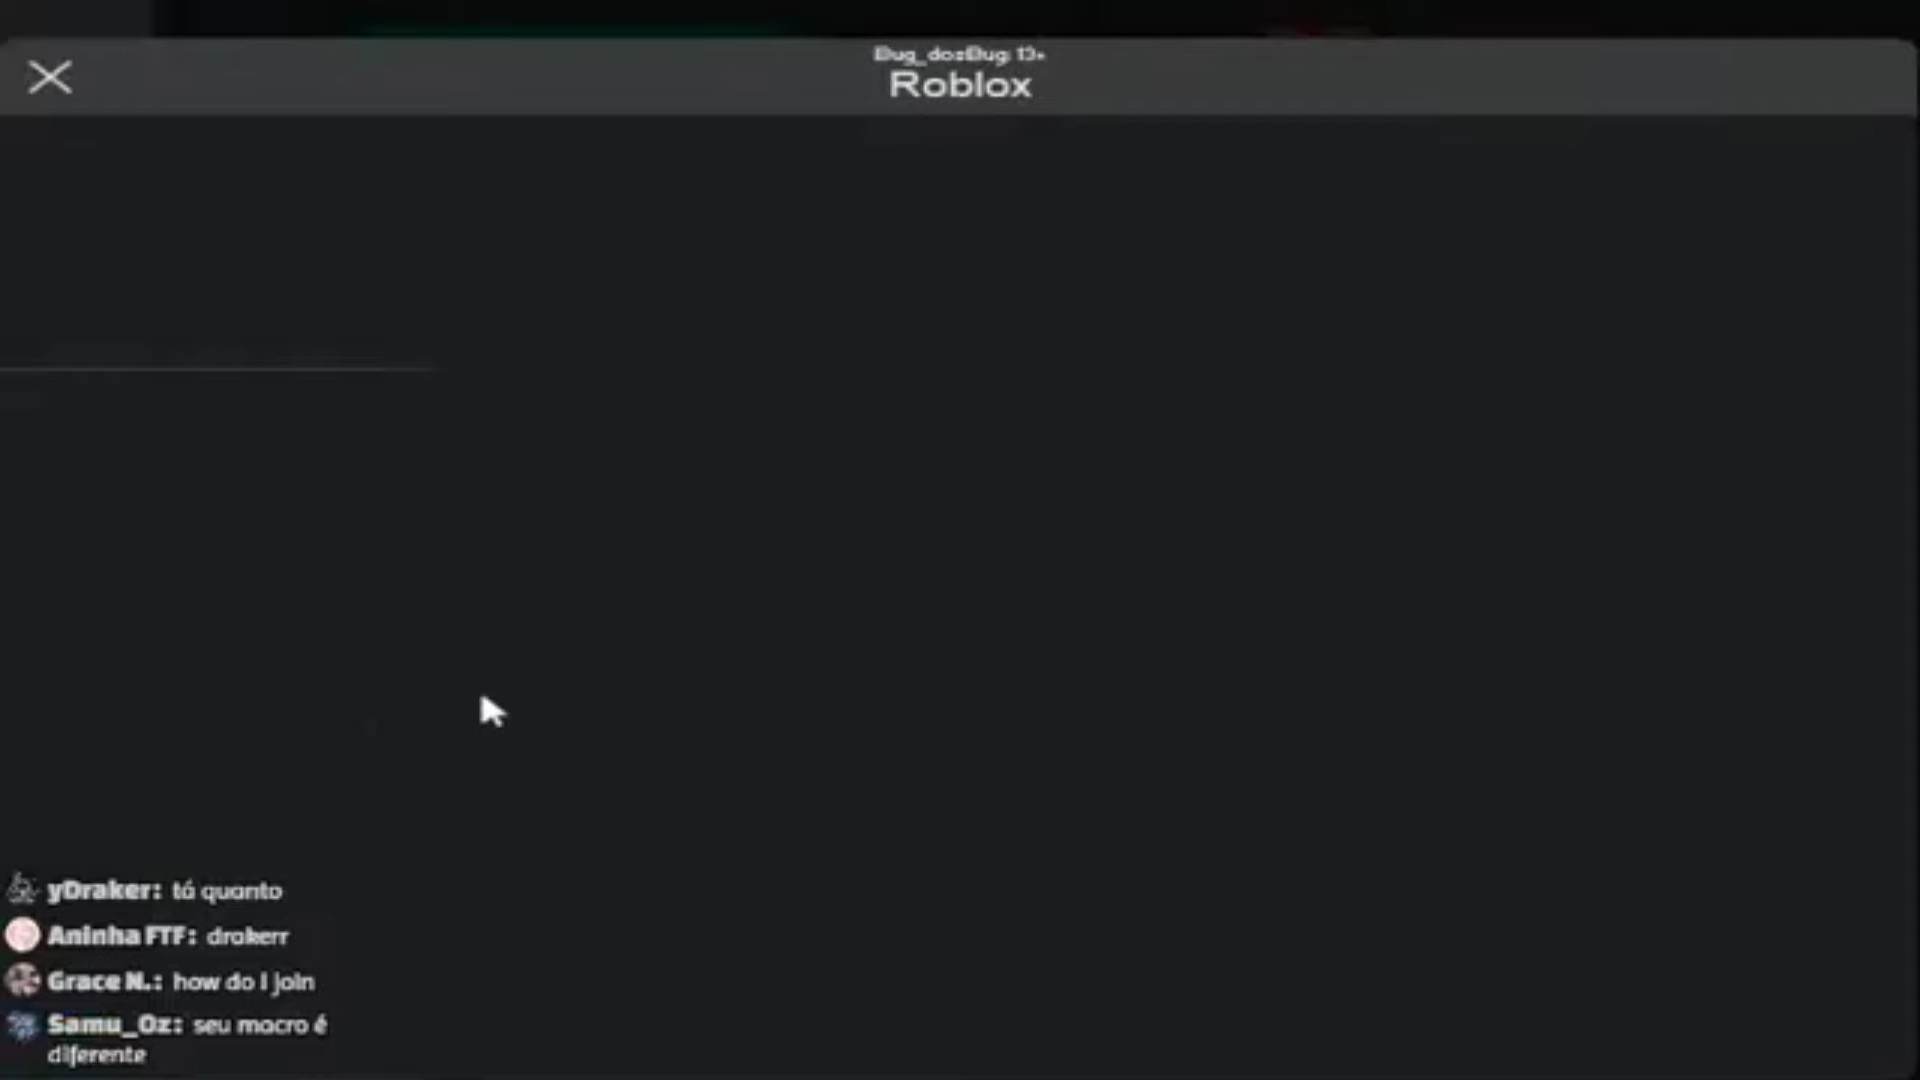 Bug_dosBug: 13+
Roblox
yDraker: tá quanto
Aninha FTF: drakerr
Grace N.: how do I join
Samu_Oz: seu macro é
diferente